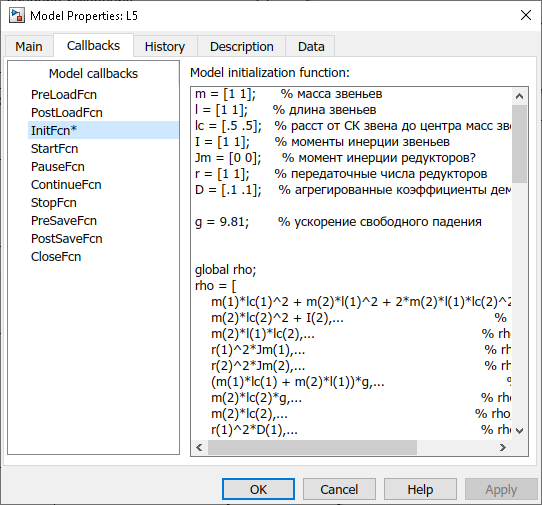 Model Properties: L5
Main
Callbacks
History
Description
Data
Model callbacks
PreLoadFcn
PostLoadFcn
InitFcn*
StartFcn
PauseFcn
ContinueFcn
StopFcn
PreSaveFcn
PostSaveFcn
CloseFcn
Model initialization function:
m = [1 1]; % масса звеньев
l = [1 1]; % длина звеньев
lc = [.5 .5]; % расст от СК звена до центра масс зве
I = [1 1]; % моменты инерции звеньев
Jm = [0 0]; % момент инерции редукторов?
r = [1 1]; % передаточные числа редукторов
D = [.1 .1]; % агрегированные коэффициенты дем
g = 9.81; % ускорение свободного падения
global rho;
rho = [
m(1)*lc(1)^2 + m(2)*l(1)^2 + 2*m(2)*l(1)*lc(2)^2
m(2)*lc(2)^2 + I(2),... %
m(2)*l(1)*lc(2),... % rho
r(1)^2*Jm(1),... % rh
r(2)^2*Jm(2),... % rh
(m(1)*lc(1) + m(2)*l(1))*g,... %
m(2)*lc(2)*g,... % rho
m(2)*lc(2),... % rho
r(1)^2*D(1),... % rho
OK
Cancel
Help
Apply